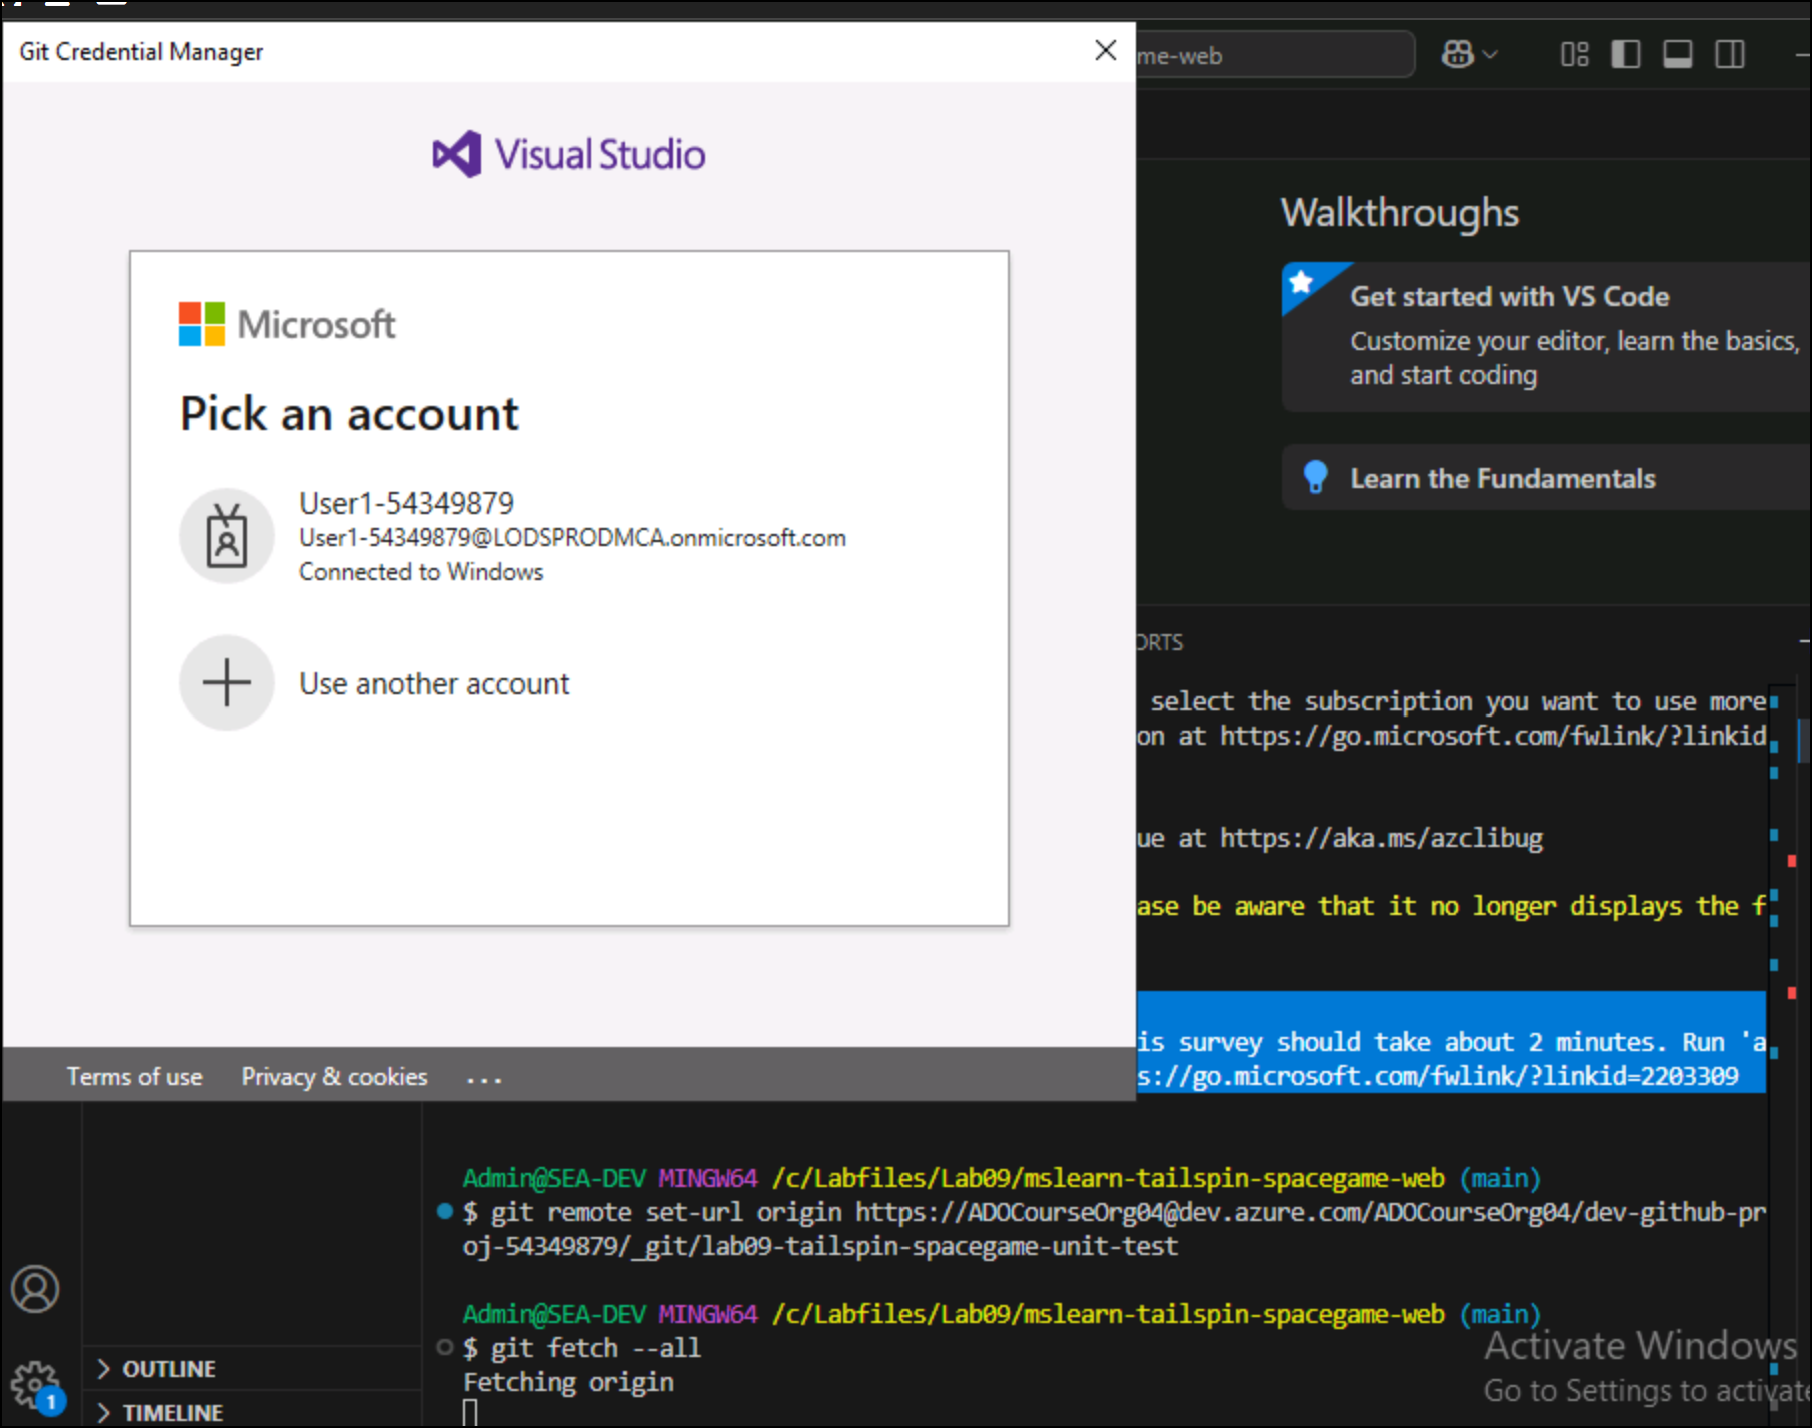 Git Credential Manager
me-web
Visual Studio
Microsoft
Pick an account
User1-54349879
User1-54349879@LODSPRODMCA.onmicrosoft.com
Connected to Windows
Use another account
Terms of use
Privacy & cookies
...
Walkthroughs
Get started with VS Code
Customize your editor, learn the basics,
and start coding
Learn the Fundamentals
ORTS
select the subscription you want to use more
on at https://go.microsoft.com/fwlink/?linkid
ue at https://aka.ms/azclibug
ase be aware that it no longer displays the f
is survey should take about 2 minutes. Run 'a
s://go.microsoft.com/fwlink/?linkid=2203309
Admin@SEA-DEV MINGW64 /c/Labfiles/Lab09/mslearn-tailspin-spacegame-web (main)
$ git remote set-url origin https://ADOCourseOrg04@dev.azure.com/ADOCourseOrg04/dev-github-pr
oj-54349879/_git/lab09-tailspin-spacegame-unit-test
Admin@SEA-DEV MINGW64 /c/Labfiles/Lab09/mslearn-tailspin-spacegame-web (main)
$ git fetch --all
Fetching origin
1
OUTLINE
TIMELINE
Activate Windows
Go to Settings to activate